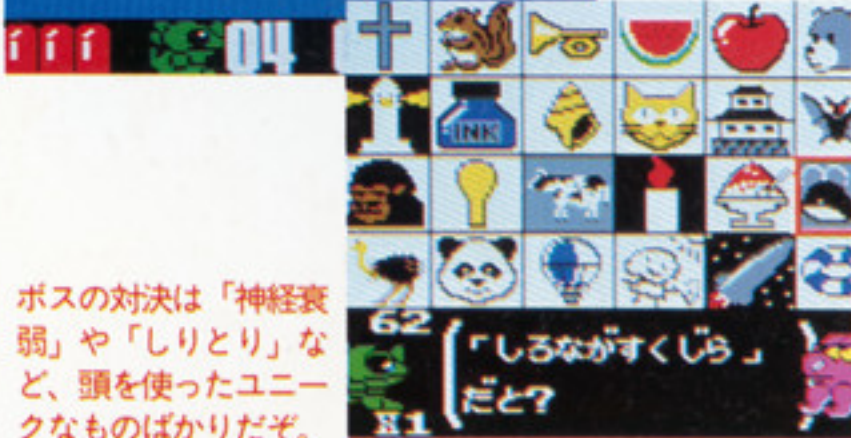 04
INK
62
「しろながすくじら」
だと?
X1
ボスの対決は「神経衰
弱」や「しりとり」な
ど、頭を使ったユニー
クなものばかりだぞ。